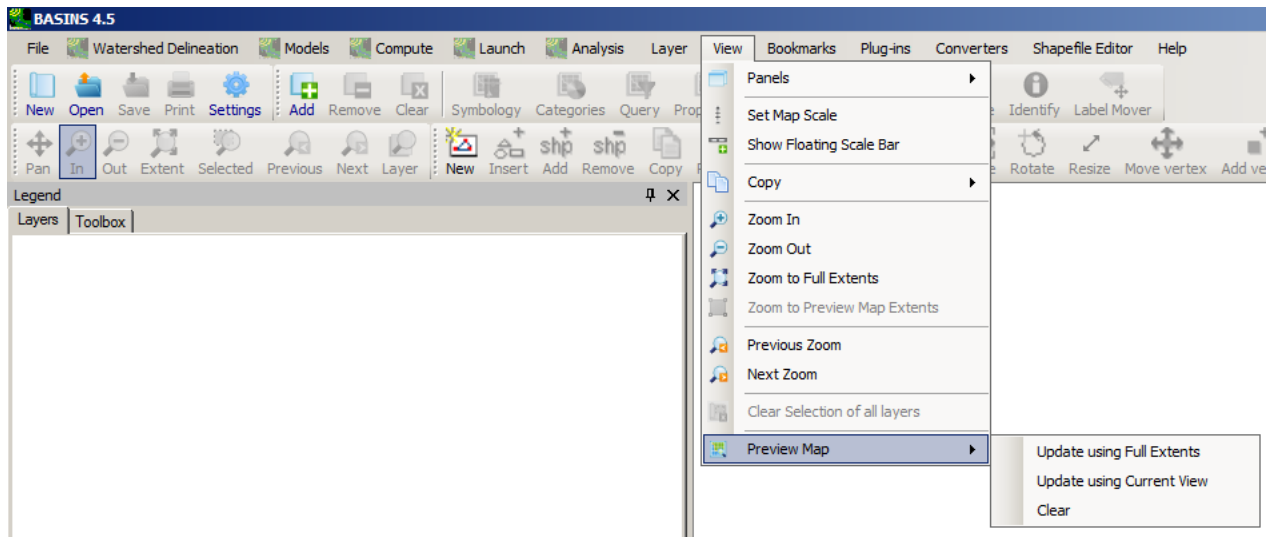 BASINS 4.5
File Watershed Delineation Models Compute Launch Analysis Layer View Bookmarks Plug-ins Converters Shapefile Editor Help
New Open Save Print Settings Add Remove Clear Symbology Categories Query Identify Label Mover
Pan In Out Extent Selected Previous Next Layer New Insert Add Remove Copy Rotate Resize Move vertex Add ve
shp shp
Legend
Layers Toolbox
Panels
Set Map Scale
Show Floating Scale Bar
Copy
Zoom In
Zoom Out
Zoom to Full Extents
Zoom to Preview Map Extents
Previous Zoom
Next Zoom
Clear Selection of all layers
Preview Map
Update using Full Extents
Update using Current View
Clear